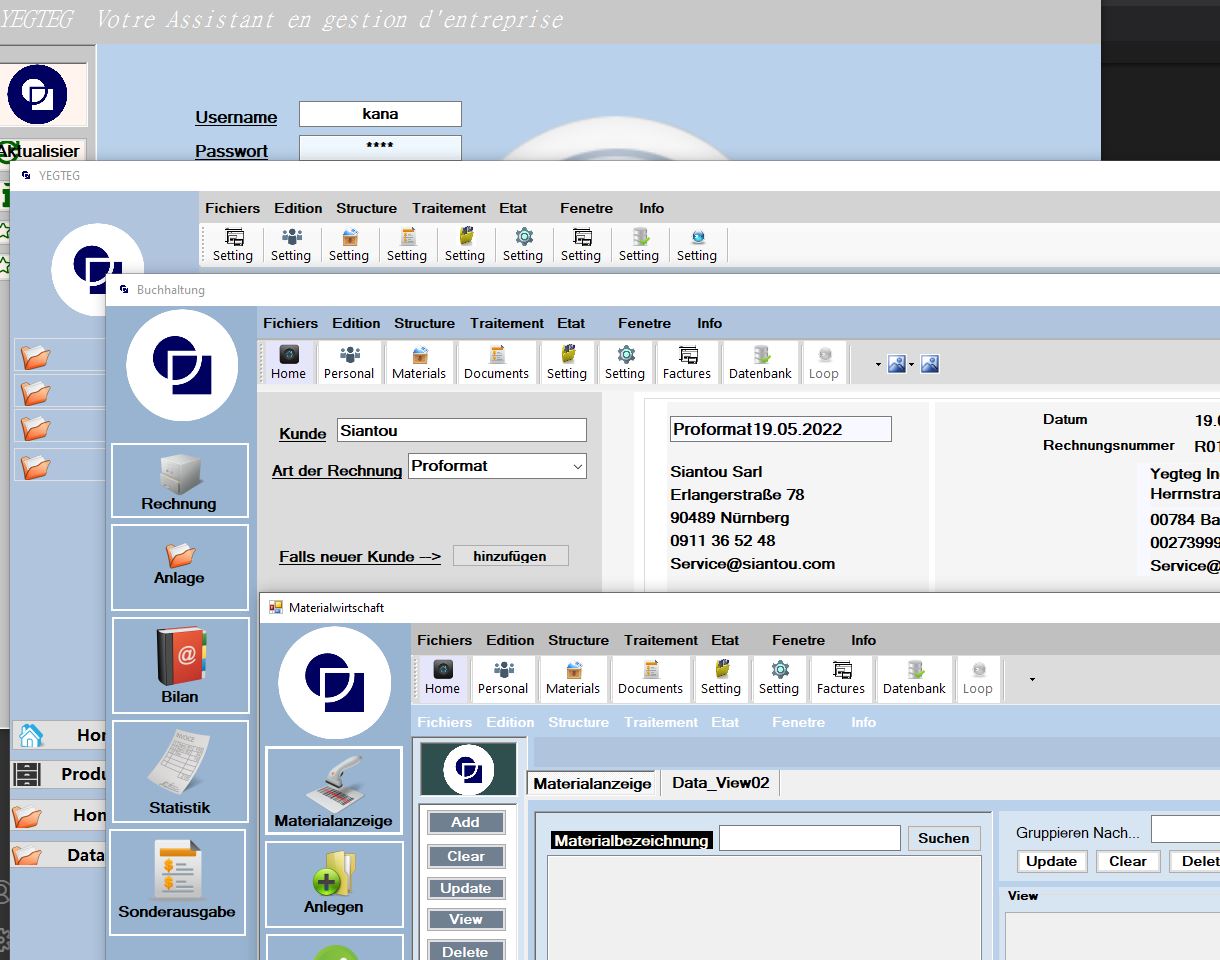 YEGTEG Votre Assistant en gestion d'entreprise
Username kana
Passwort ****
Aktualisier
YEGTEG
Fichiers Edition Structure Traitement Etat Fenetre Info
Setting Setting Setting Setting Setting Setting Setting Setting Setting
Buchhaltung
Fichiers Edition Structure Traitement Etat Fenetre Info
Home Personal Materials Documents Setting Setting Factures Datenbank Loop
Kunde Siantou
Art der Rechnung Proformat
Falls neuer Kunde --> hinzufügen
Proformat19.05.2022
Siantou Sarl
Erlangerstraße 78
90489 Nürnberg
0911 36 52 48
Service@siantou.com
Datum 19.0
Rechnungsnummer R01
Yegteg In
Herrnstra
00784 Ba
00273999
Service@
Rechnung
Anlage
Bilan
INVOICE
Statistik
Sonderausgabe
Hor
Produ
Hon
Data
Materialwirtschaft
Fichiers Edition Structure Traitement Etat Fenetre Info
Home Personal Materials Documents Setting Setting Factures Datenbank Loop
Fichiers Edition Structure Traitement Etat Fenetre Info
Materialanzeige
Anlegen
Add
Clear
Update
View
Delete
Materialanzeige Data_View02
Materialbezeichnung Suchen
Gruppieren Nach...
Update Clear Delet
View